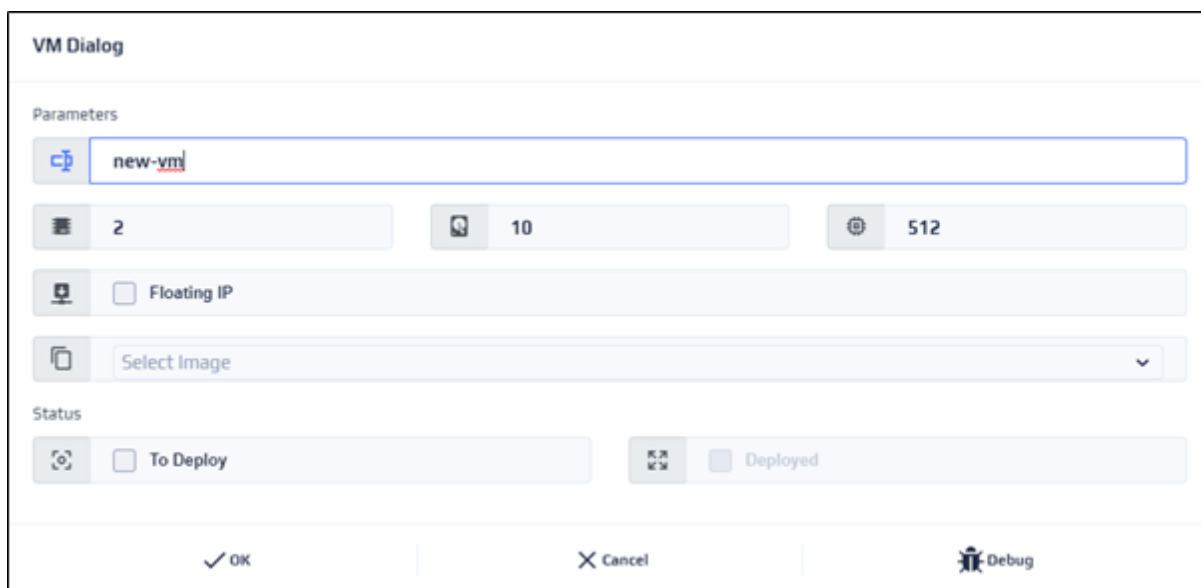 VM Dialog
Parameters
new-vm
2 10 512
Floating IP
Select Image
Status
To Deploy Deployed
OK Cancel Debug